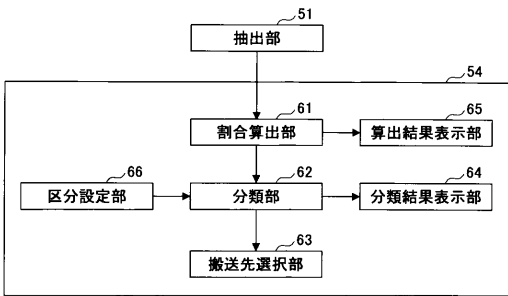 51
抽出部
54
61
割合算出部
65
算出結果表示部
66
区分設定部
62
分類部
64
分類結果表示部
63
搬送先選択部